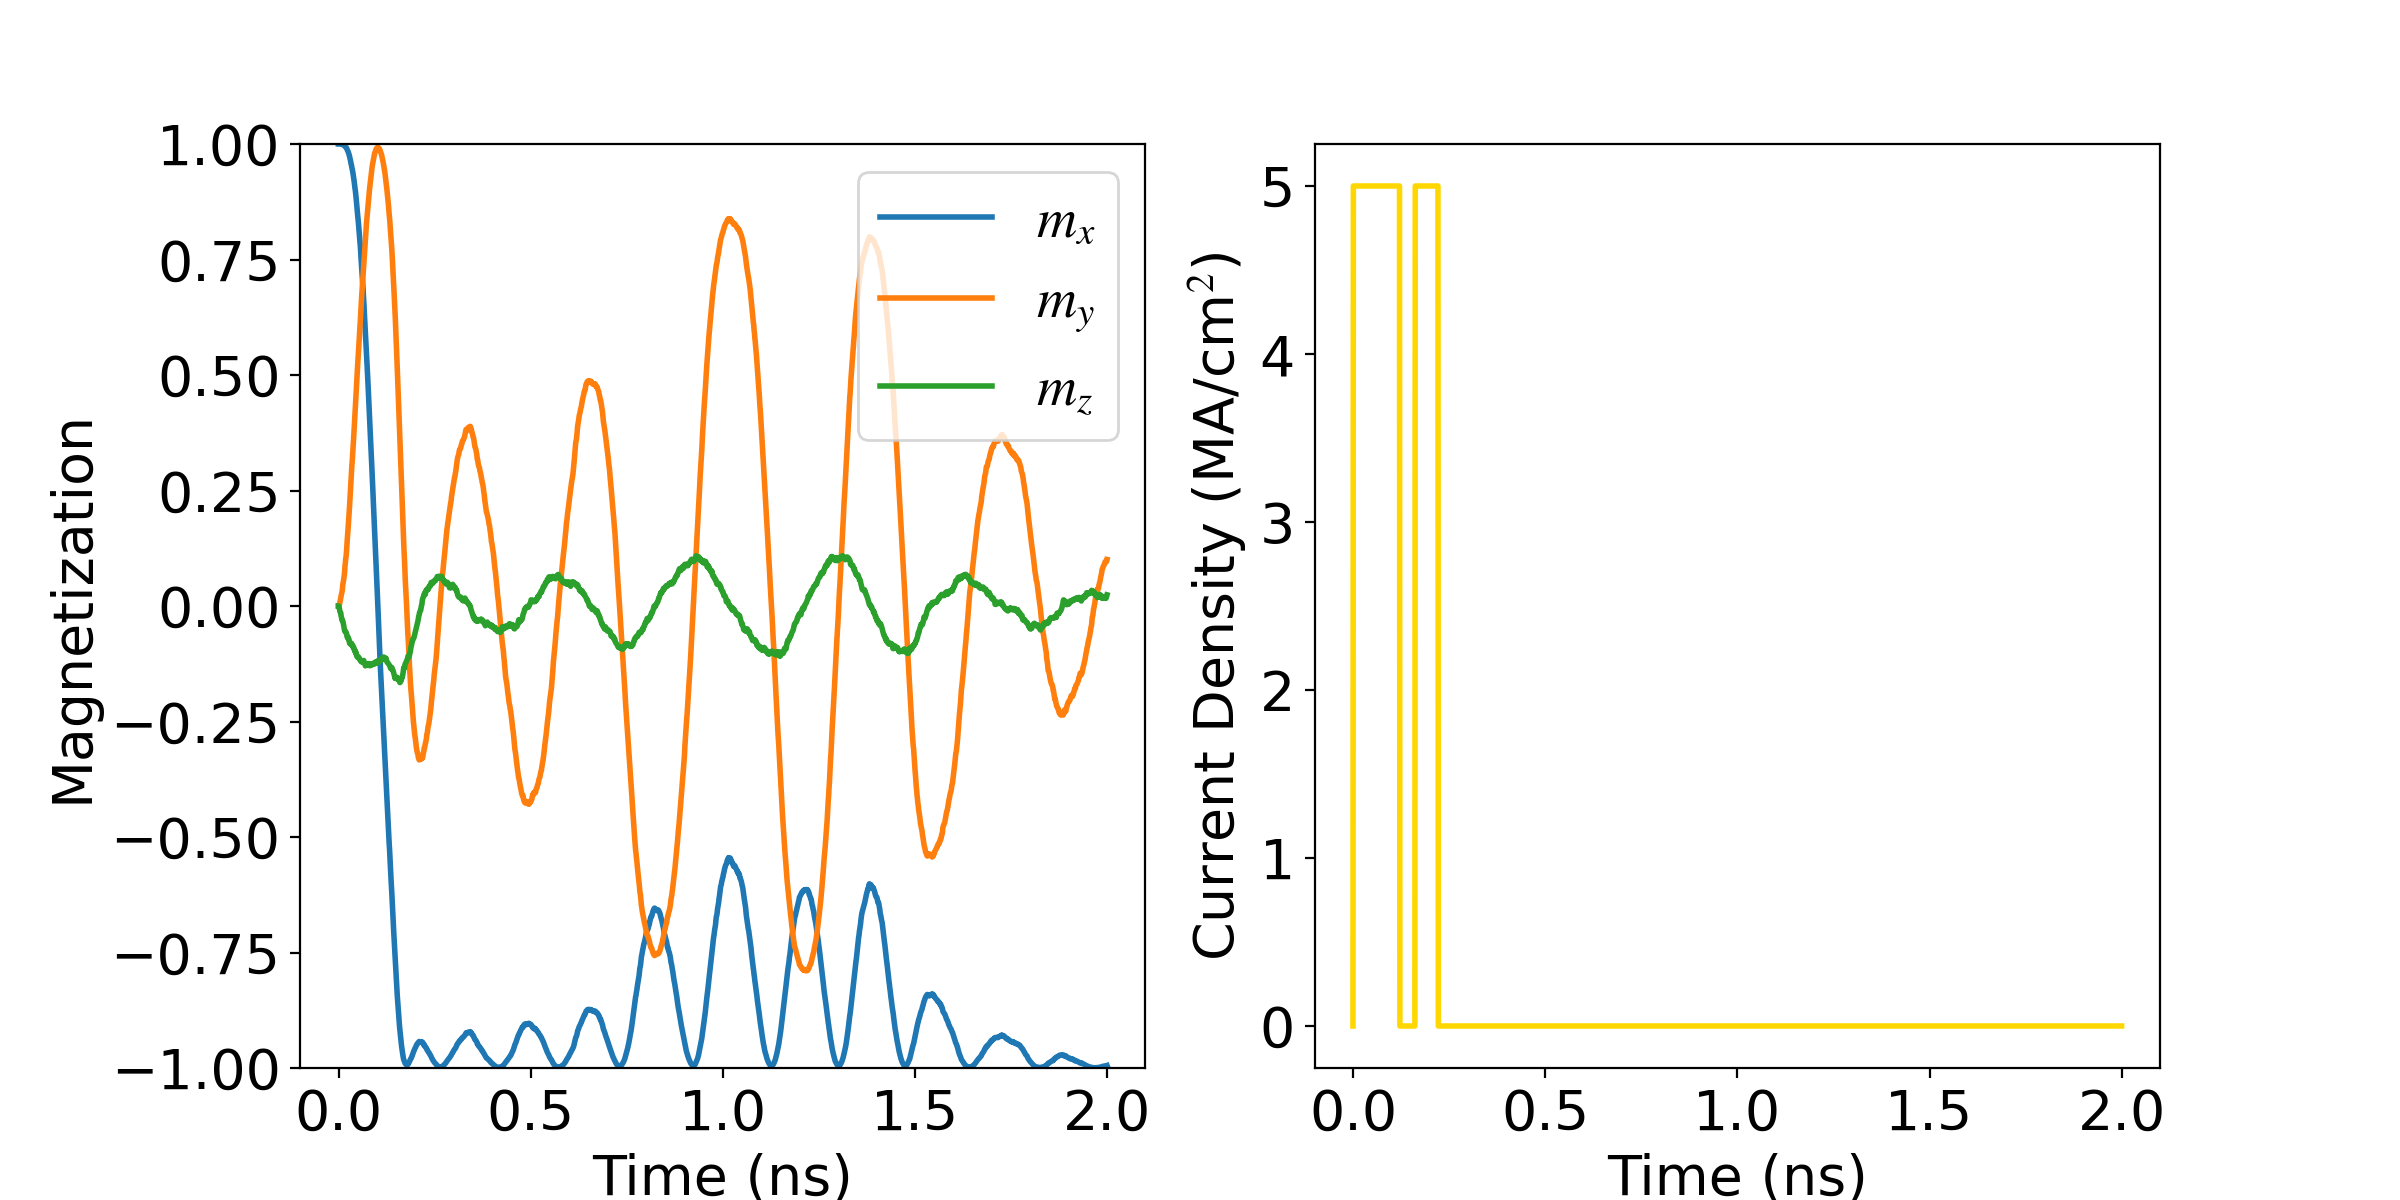 1.00
0.75
0.50
0.25
0.00
−0.25
−0.50
−0.75
−1.00
Magnetization
0.0 0.5 1.0 1.5 2.0
Time (ns)
m_x
m_y
m_z
5
4
3
2
1
0
Current Density (MA/cm²)
0.0 0.5 1.0 1.5 2.0
Time (ns)